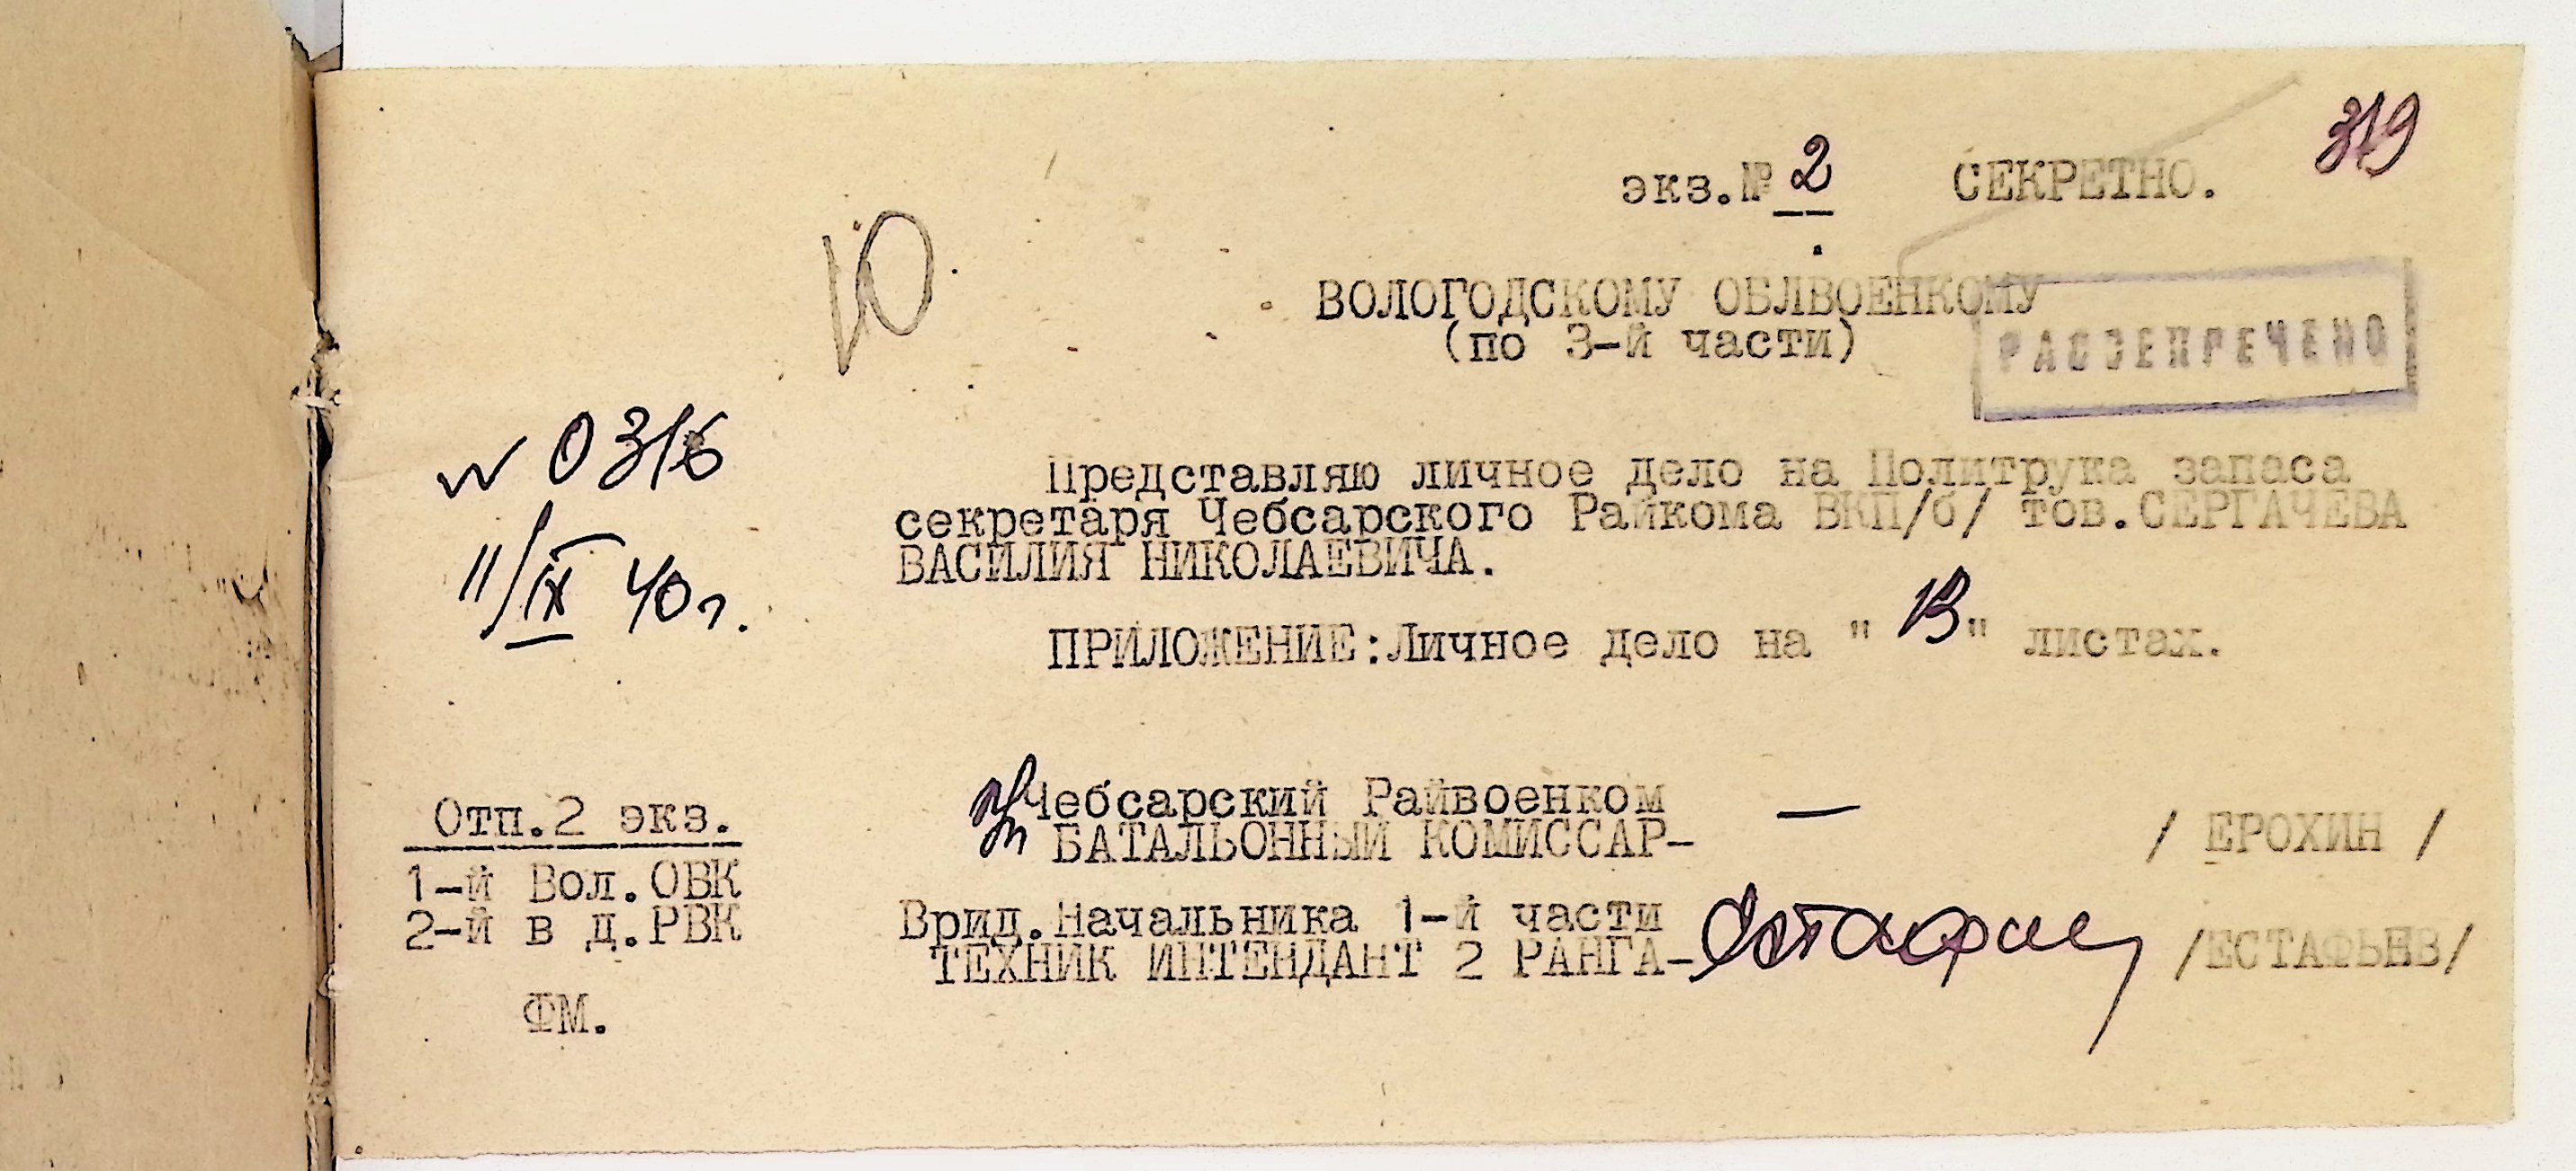 319
экз.№ 2 СЕКРЕТНО.
ВОЛОГОДСКОМУ ОБЛВОЕНКОМУ
(по 3-й части)
РАССЕКРЕЧЕНО
№ 0316
11/IX 40 г.
Представляю личное дело на Политрука запаса
секретаря Чебсарского Райкома ВКП/б/ тов.СЕРГАЧЕВА
ВАСИЛИЯ НИКОЛАЕВИЧА.
ПРИЛОЖЕНИЕ:Личное дело на " 13 " листах.
Чебсарский Райвоенком
БАТАЛЬОННЫЙ КОМИССАР- — / ЕРОХИН /
Врид.Начальника 1-й части
ТЕХНИК ИНТЕНДАНТ 2 РАНГА- /ЕСТАФЬЕВ/
Отп.2 экз.
1-й Вол.ОВК
2-й в д.РВК
ФМ.